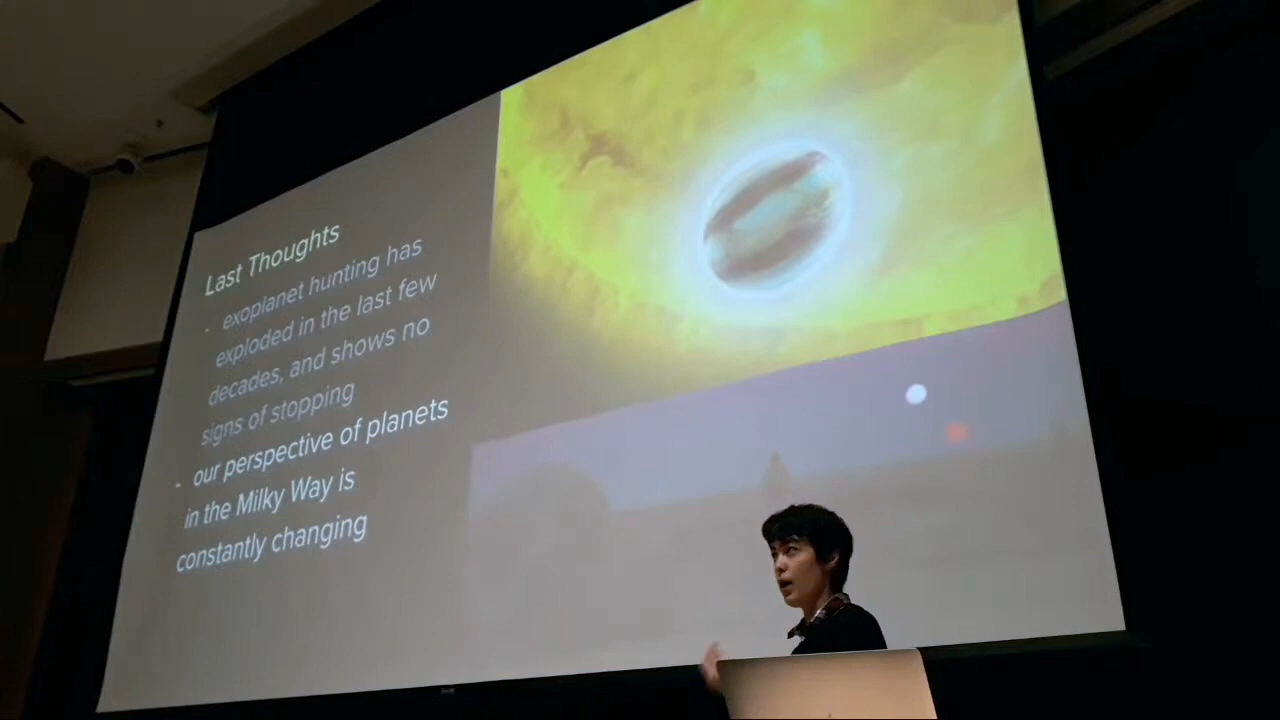 Last Thoughts
- exoplanet hunting has
exploded in the last few
decades, and shows no
signs of stopping
- our perspective of planets
in the Milky Way is
constantly changing